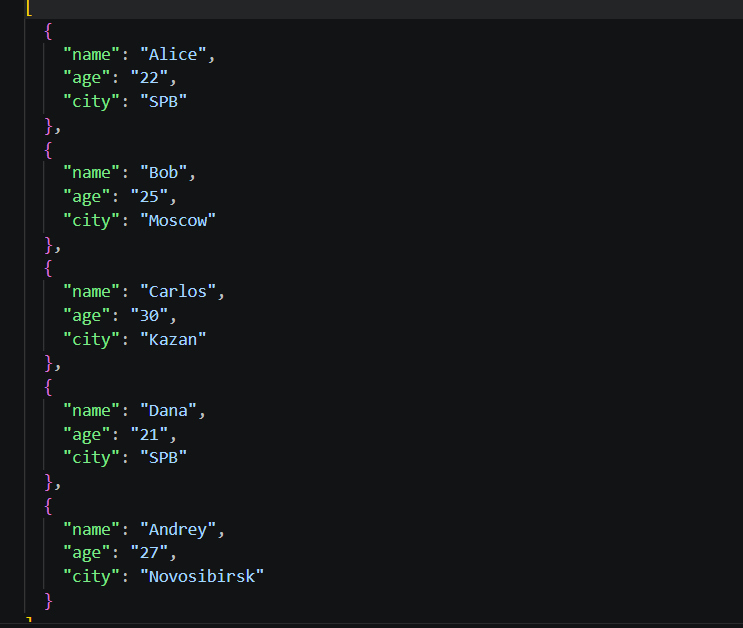 [
  {
    "name": "Alice",
    "age": "22",
    "city": "SPB"
  },
  {
    "name": "Bob",
    "age": "25",
    "city": "Moscow"
  },
  {
    "name": "Carlos",
    "age": "30",
    "city": "Kazan"
  },
  {
    "name": "Dana",
    "age": "21",
    "city": "SPB"
  },
  {
    "name": "Andrey",
    "age": "27",
    "city": "Novosibirsk"
  }
]